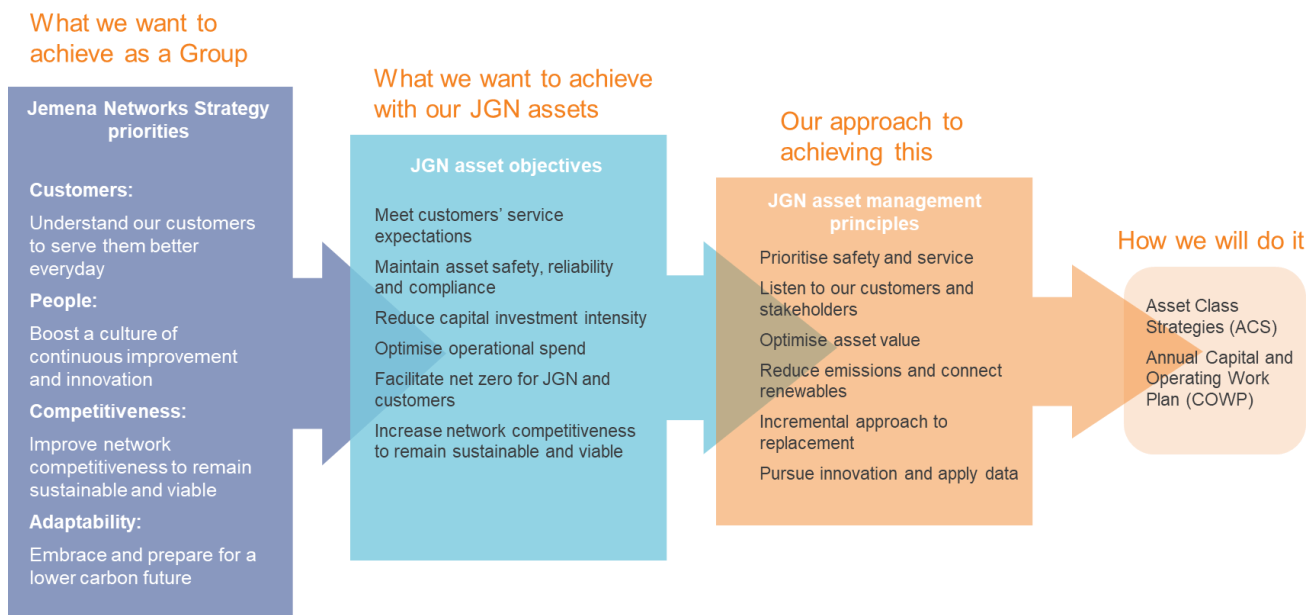 What we want to
achieve as a Group
Jemena Networks Strategy
priorities
Customers:
Understand our customers
to serve them better
everyday
People:
Boost a culture of
continuous improvement
and innovation
Competitiveness:
Improve network
competitiveness to remain
sustainable and viable
Adaptability:
Embrace and prepare for a
lower carbon future
What we want to achieve
with our JGN assets
JGN asset objectives
Meet customers’ service
expectations
Maintain asset safety, reliability
and compliance
Reduce capital investment intensity
Optimise operational spend
Facilitate net zero for JGN and
customers
Increase network competitiveness
to remain sustainable and viable
Our approach to
achieving this
JGN asset management
principles
Prioritise safety and service
Listen to our customers and
stakeholders
Optimise asset value
Reduce emissions and connect
renewables
Incremental approach to
replacement
Pursue innovation and apply data
How we will do it
Asset Class
Strategies (ACS)
Annual Capital and
Operating Work
Plan (COWP)